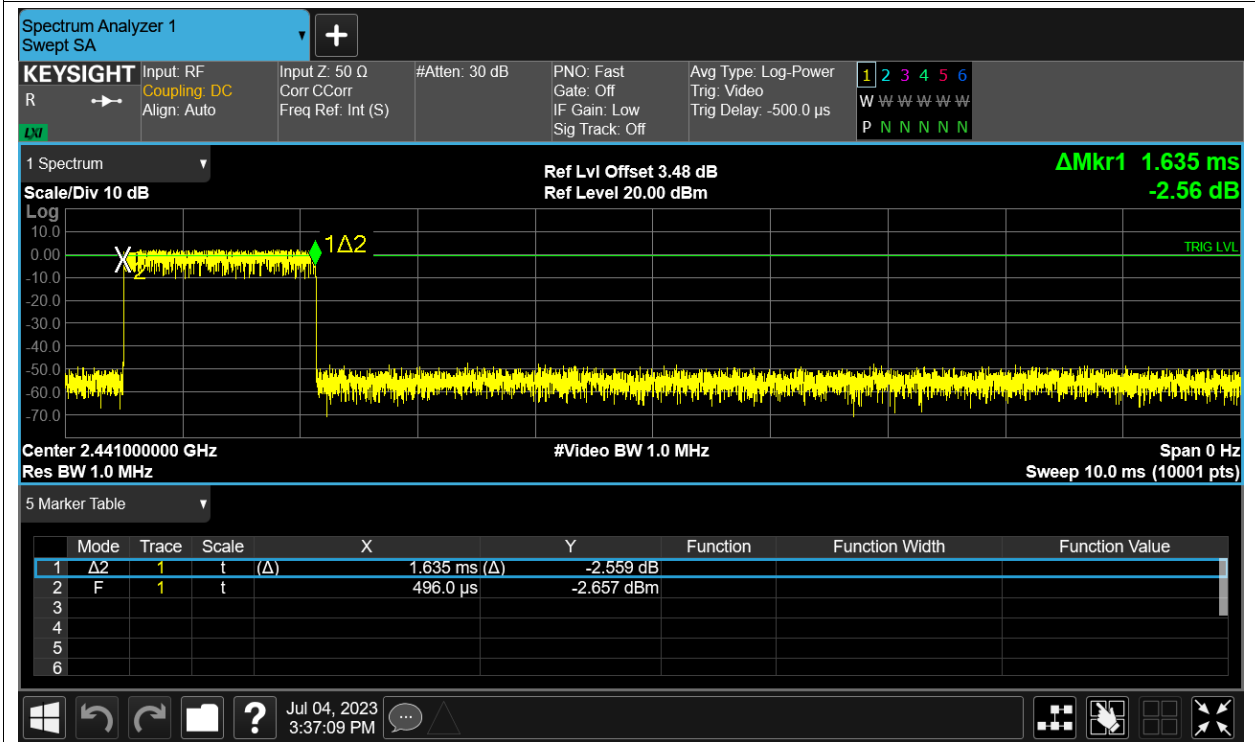 Spectrum Analyzer 1
Swept SA
+
KEYSIGHT Input: RF Input Z: 50 Ω #Atten: 30 dB PNO: Fast Avg Type: Log-Power 1 2 3 4 5 6
R Coupling: DC Corr CCorr Gate: Off Trig: Video W W W W W W
Align: Auto Freq Ref: Int (S) IF Gain: Low Trig Delay: -500.0 µs P N N N N N
LXI Sig Track: Off
1 Spectrum Ref Lvl Offset 3.48 dB ΔMkr1 1.635 ms
Scale/Div 10 dB Ref Level 20.00 dBm -2.56 dB
Log
10.0
1Δ2
0.00 TRIG LVL
2
-10.0
-20.0
-30.0
-40.0
-50.0
-60.0
-70.0
Center 2.441000000 GHz #Video BW 1.0 MHz Span 0 Hz
Res BW 1.0 MHz Sweep 10.0 ms (10001 pts)
5 Marker Table
Mode Trace Scale X Y Function Function Width Function Value
1 Δ2 1 t (Δ) 1.635 ms (Δ) -2.559 dB
2 F 1 t 496.0 µs -2.657 dBm
3
4
5
6
? Jul 04, 2023
3:37:09 PM